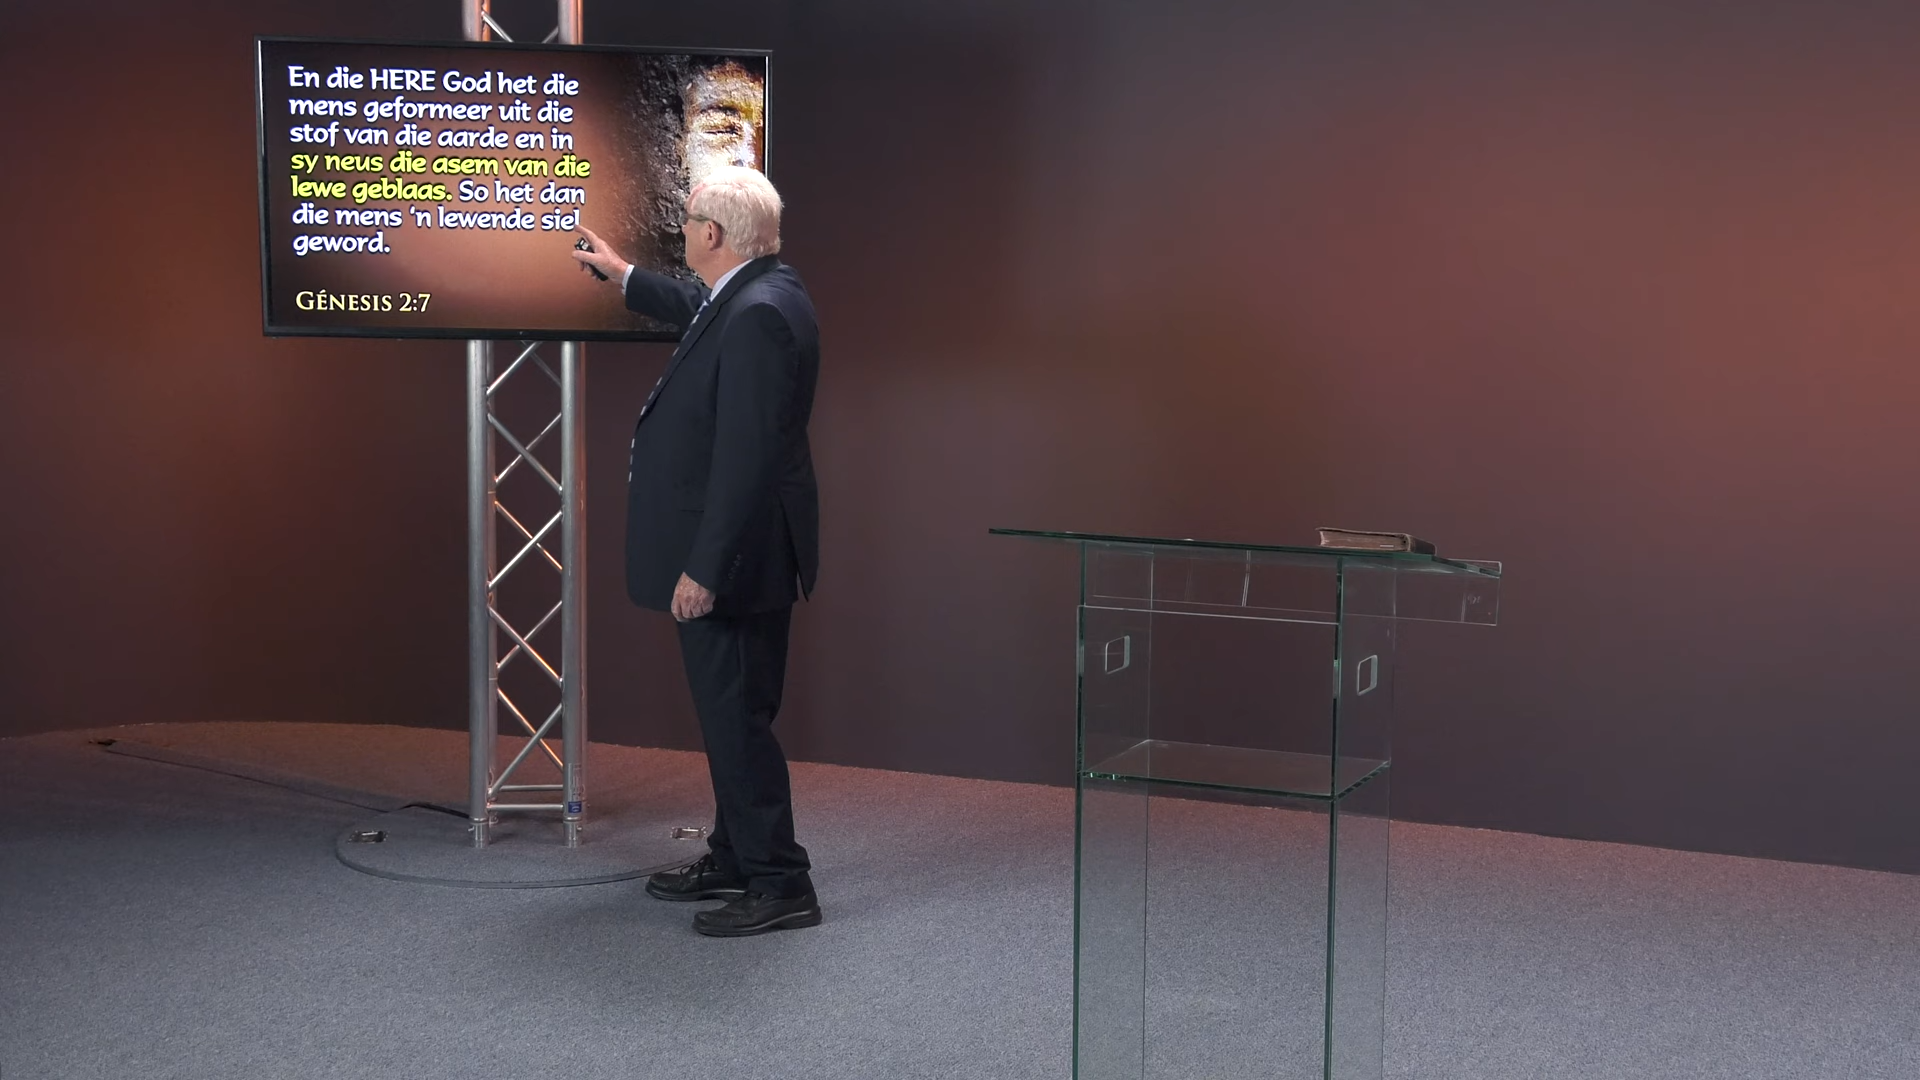 En die HERE God het die
mens geformeer uit die
stof van die aarde en in
sy neus die asem van die
lewe geblaas. So het dan
die mens ‘n lewende siel
geword.
GÉNESIS 2:7